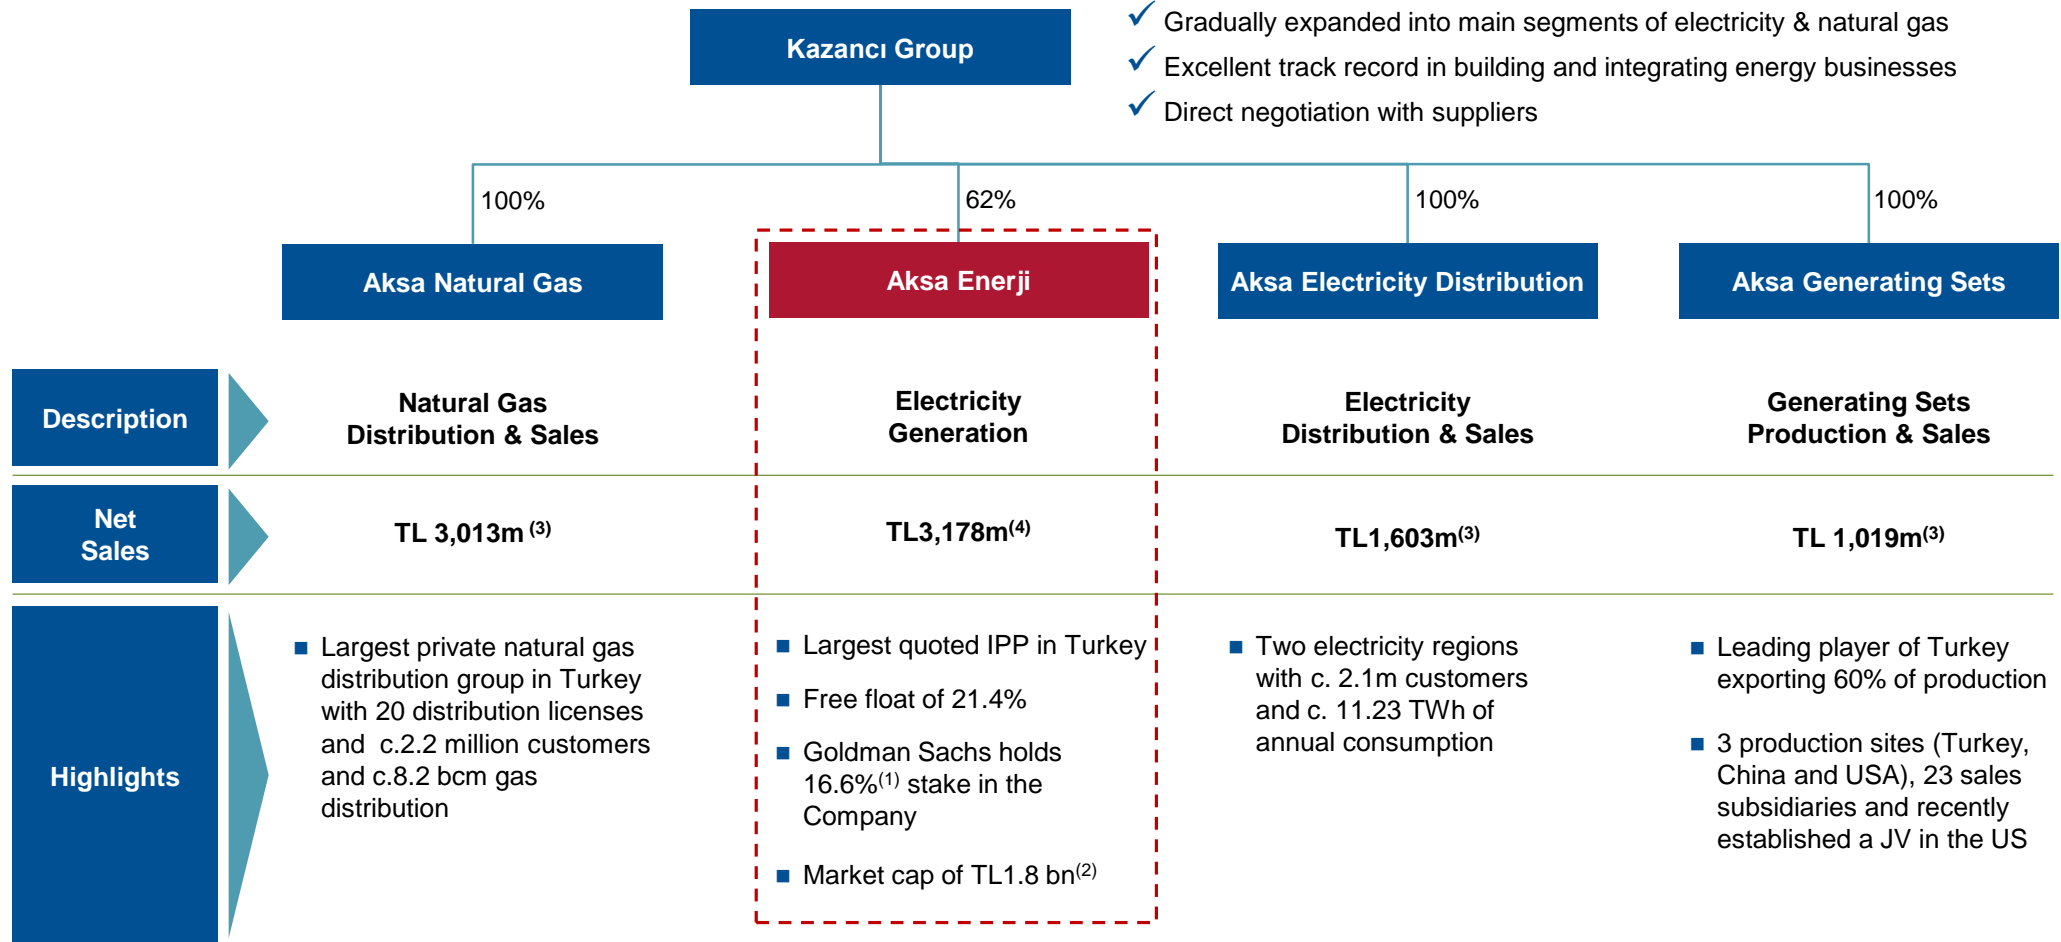 Kazancı Group
✓ Gradually expanded into main segments of electricity & natural gas
✓ Excellent track record in building and integrating energy businesses
✓ Direct negotiation with suppliers
100%
62%
100%
100%
Aksa Natural Gas
Aksa Enerji
Aksa Electricity Distribution
Aksa Generating Sets
Description
Natural Gas
Distribution & Sales
Electricity
Generation
Electricity
Distribution & Sales
Generating Sets
Production & Sales
Net
Sales
TL 3,013m (3)
TL3,178m(4)
TL1,603m(3)
TL 1,019m(3)
Highlights
■ Largest private natural gas
distribution group in Turkey
with 20 distribution licenses
and c.2.2 million customers
and c.8.2 bcm gas
distribution
■ Largest quoted IPP in Turkey
■ Free float of 21.4%
■ Goldman Sachs holds
16.6%(1) stake in the
Company
■ Market cap of TL1.8 bn(2)
■ Two electricity regions
with c. 2.1m customers
and c. 11.23 TWh of
annual consumption
■ Leading player of Turkey
exporting 60% of production
■ 3 production sites (Turkey,
China and USA), 23 sales
subsidiaries and recently
established a JV in the US